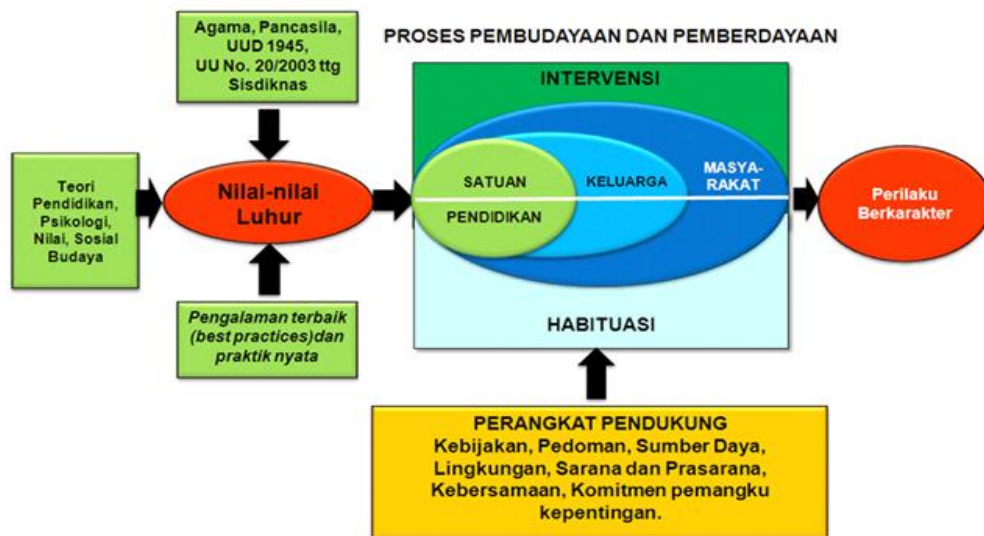 Agama, Pancasila,
UUD 1945,
UU No. 20/2003 ttg
Sisdiknas
PROSES PEMBUDAYAAN DAN PEMBERDAYAAN
Teori
Pendidikan,
Psikologi,
Nilai, Sosial
Budaya
Nilai-nilai
Luhur
Pengalaman terbaik
(best practices)dan
praktik nyata
INTERVENSI
SATUAN
PENDIDIKAN
KELUARGA
MASYA-
RAKAT
HABITUASI
Perilaku
Berkarakter
PERANGKAT PENDUKUNG
Kebijakan, Pedoman, Sumber Daya,
Lingkungan, Sarana dan Prasarana,
Kebersamaan, Komitmen pemangku
kepentingan.